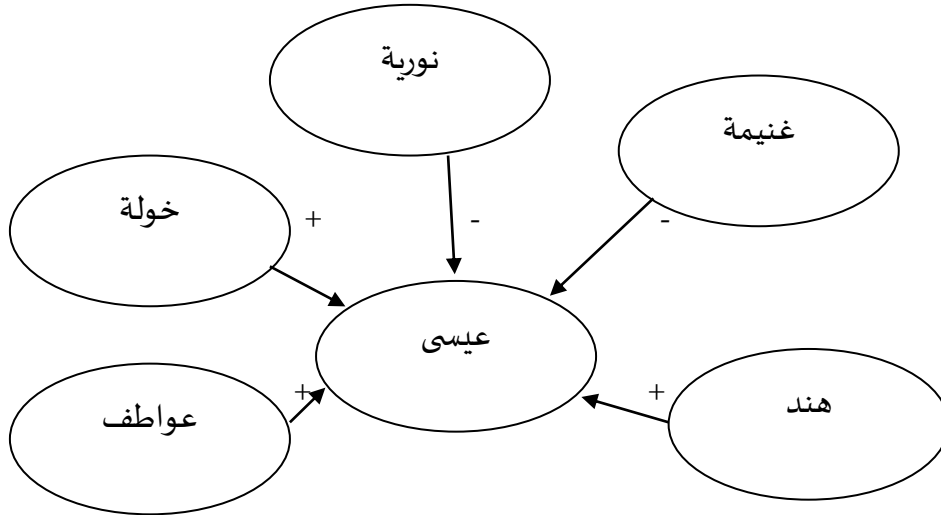 نورية
غنيمة
خولة
+
-
-
عيسى
عواطف
+
+
هند